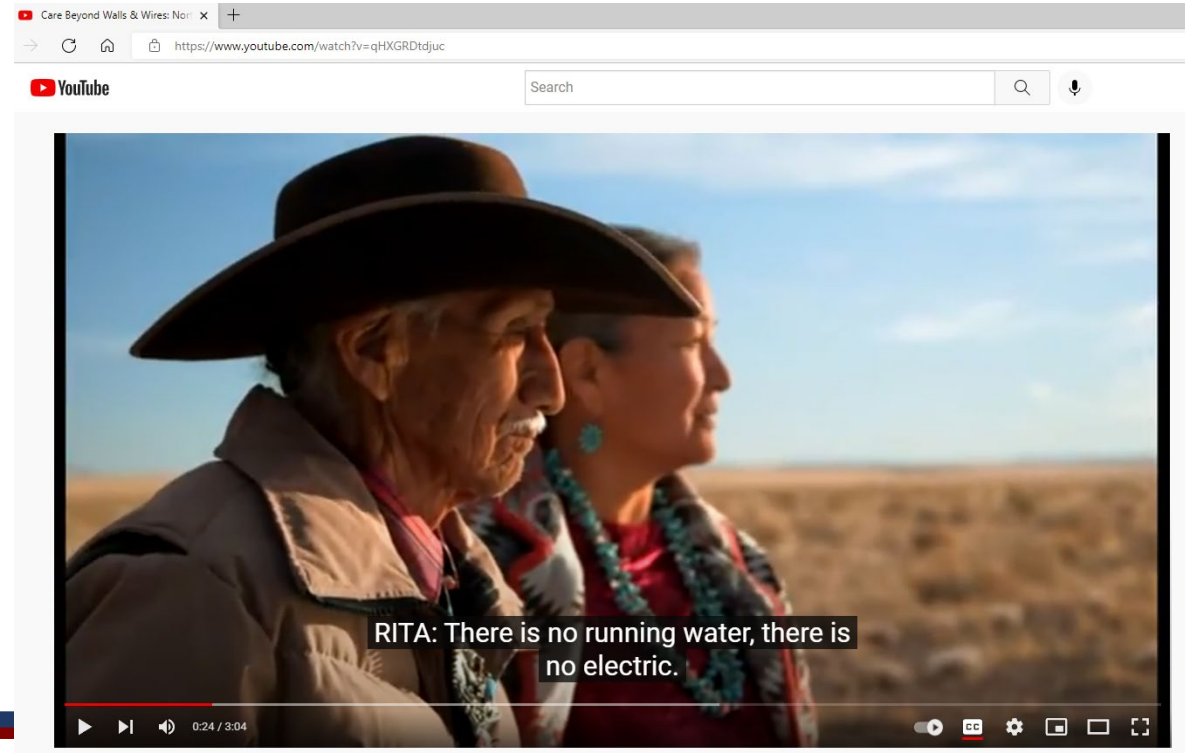 Care Beyond Walls & Wires: Nor
https://www.youtube.com/watch?v=qHXGRDtdjuc
YouTube
Search
RITA: There is no running water, there is
no electric.
0:24 / 3:04
CC